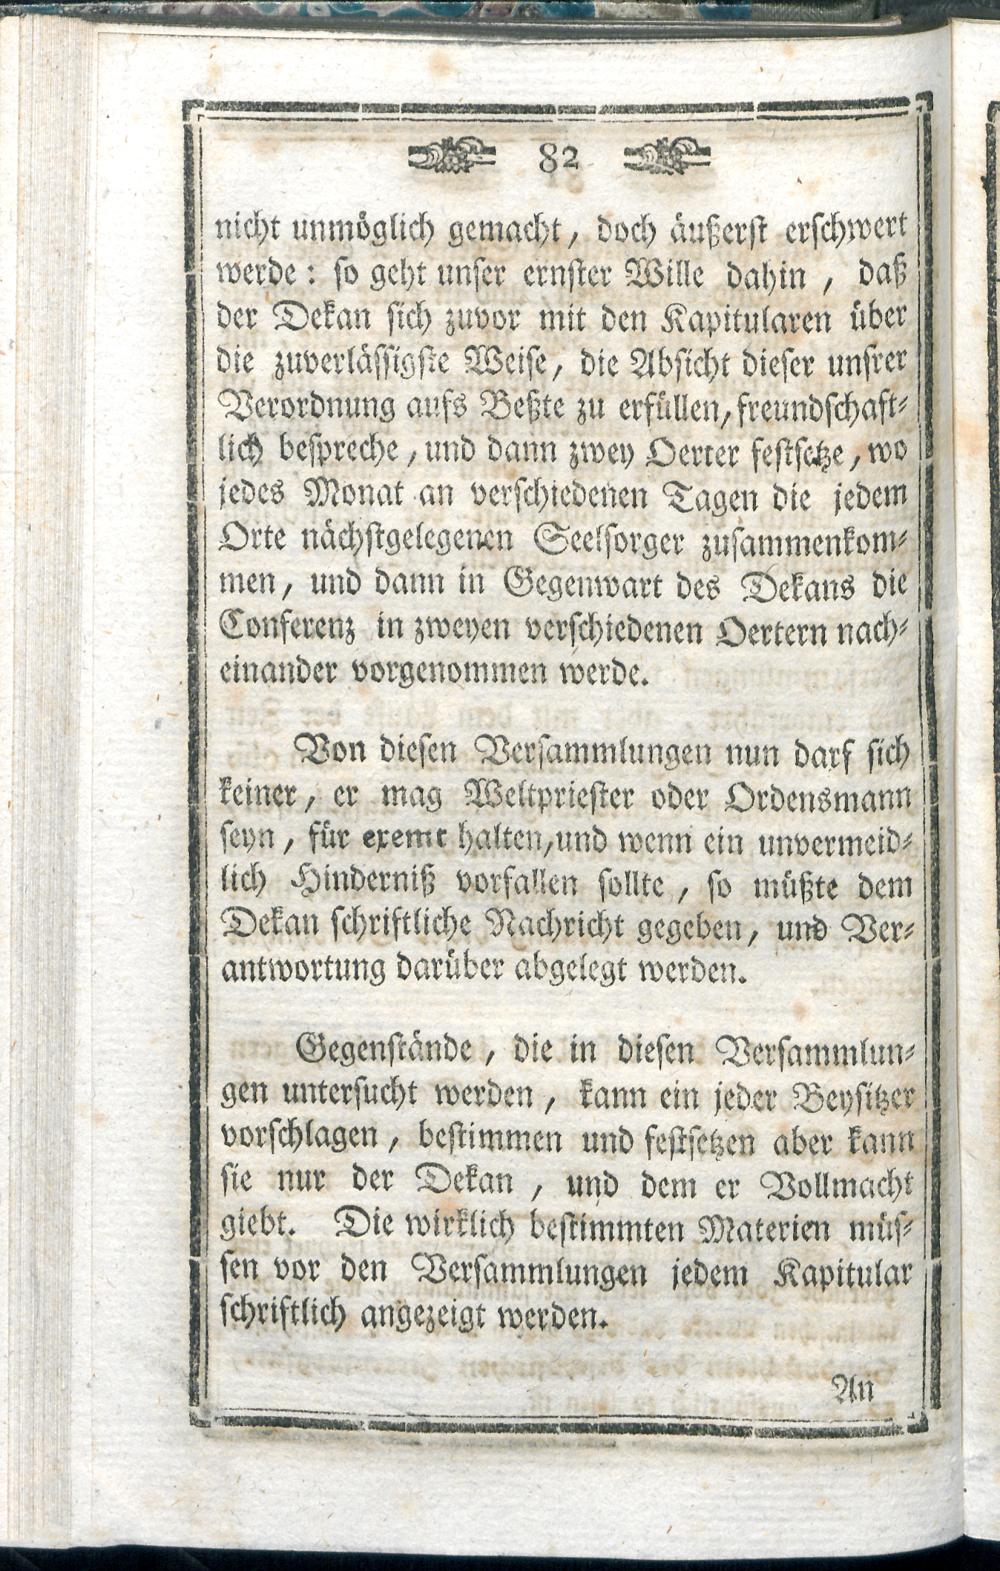 82
nicht unmöglich gemacht, doch äußerst erschwert
werde: so geht unser ernster Wille dahin, daß
der Dekan sich zuvor mit den Kapitularen über
die zuverlässigste Weise, die Absicht dieser unsrer
Verordnung aufs Beßte zu erfüllen, freundschaft-
lich bespreche, und dann zwey Oerter festsetze, wo
jedes Monat an verschiedenen Tagen die jedem
Orte nächstgelegenen Seelsorger zusammenkom-
men, und dann in Gegenwart des Dekans die
Conferenz in zweyen verschiedenen Oertern nach-
einander vorgenommen werde.
Von diesen Versammlungen nun darf sich
keiner, er mag Weltpriester oder Ordensmann
seyn, für exemt halten, und wenn ein unvermeid-
lich Hinderniß vorfallen sollte, so müßte dem
Dekan schriftliche Nachricht gegeben, und Ver-
antwortung darüber abgelegt werden.
Gegenstände, die in diesen Versammlun-
gen untersucht werden, kann ein jeder Beysitzer
vorschlagen, bestimmen und festsetzen aber kann
sie nur der Dekan, und dem er Vollmacht
giebt. Die wirklich bestimmten Materien müs-
sen vor den Versammlungen jedem Kapitular
schriftlich angezeigt werden.
An